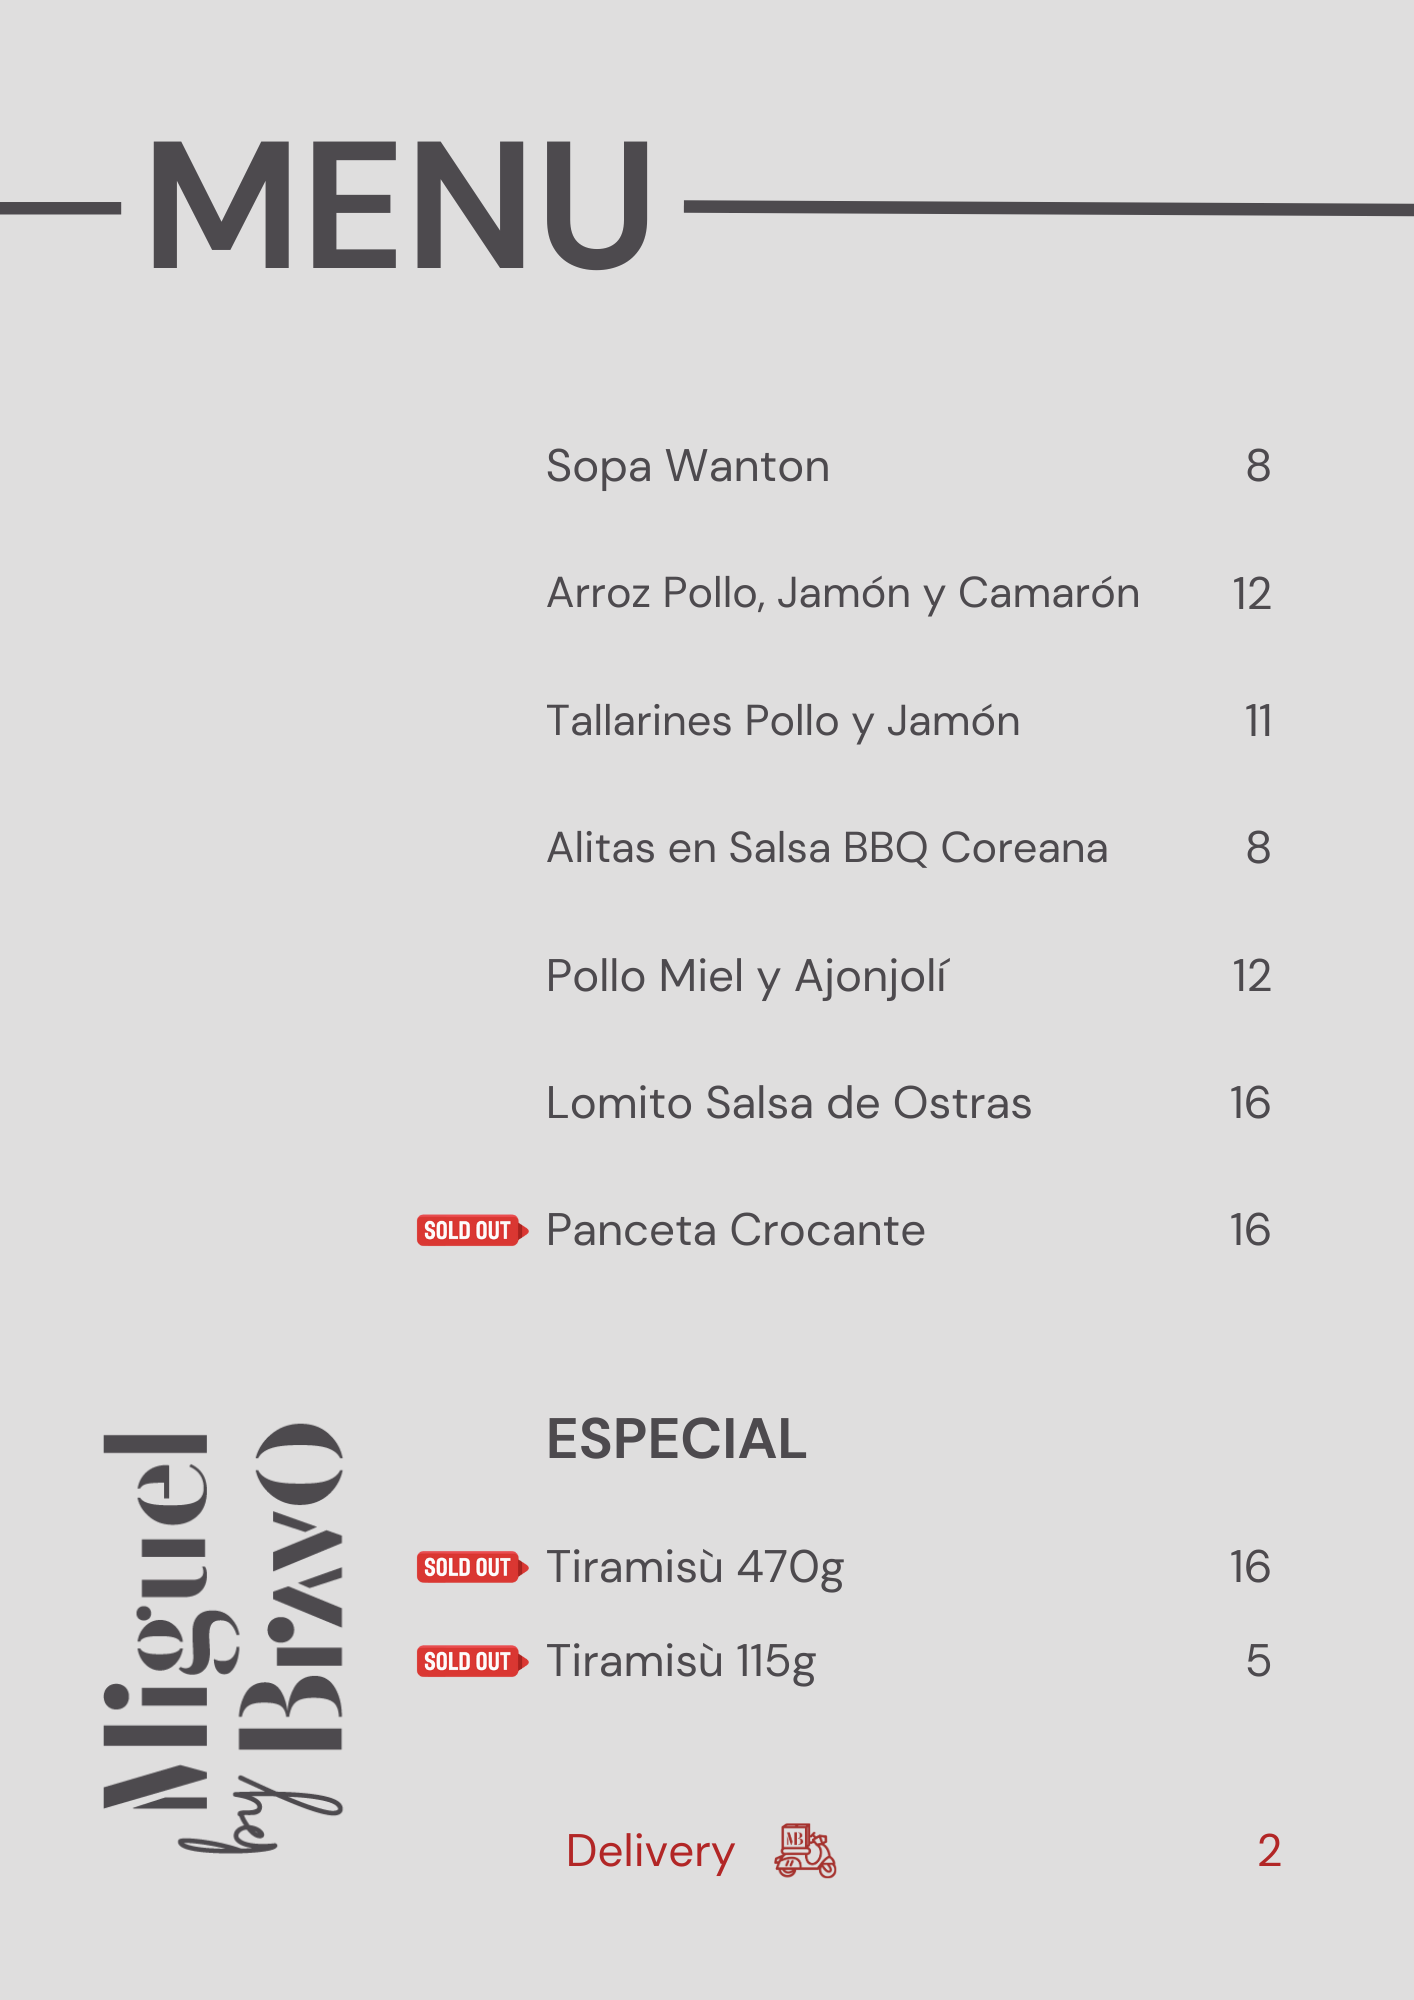 MENU
Sopa Wanton 8
Arroz Pollo, Jamón y Camarón 12
Tallarines Pollo y Jamón 11
Alitas en Salsa BBQ Coreana 8
Pollo Miel y Ajonjolí 12
Lomito Salsa de Ostras 16
SOLD OUT Panceta Crocante 16
ESPECIAL
SOLD OUT Tiramisù 470g 16
SOLD OUT Tiramisù 115g 5
Miguel
by Bravo
Delivery MB 2